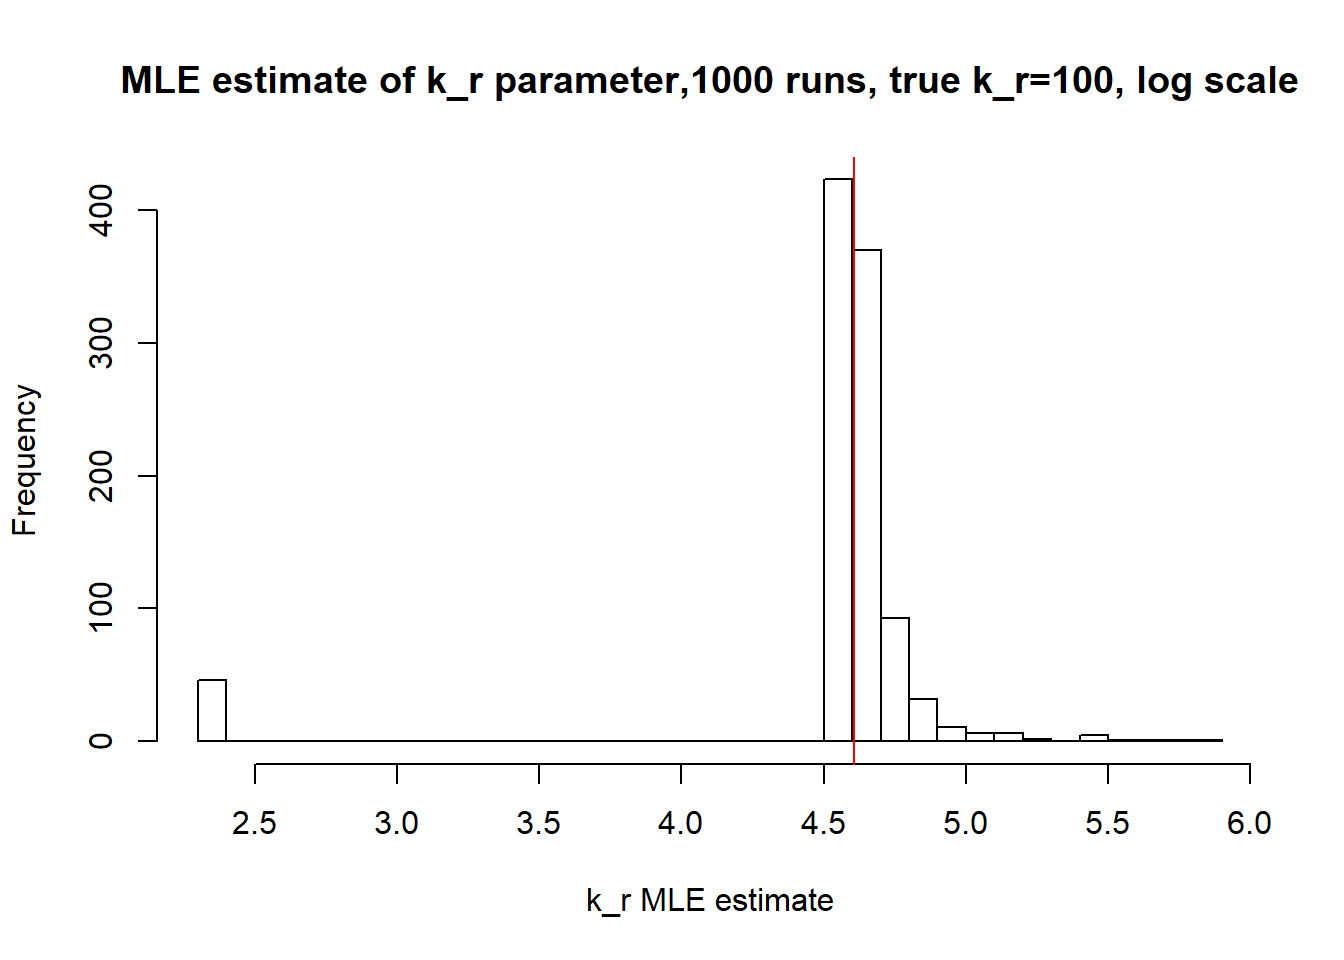 MLE estimate of k_r parameter,1000 runs, true k_r=100, log scale
400
300
200
100
0
Frequency
2.5 3.0 3.5 4.0 4.5 5.0 5.5 6.0
k_r MLE estimate